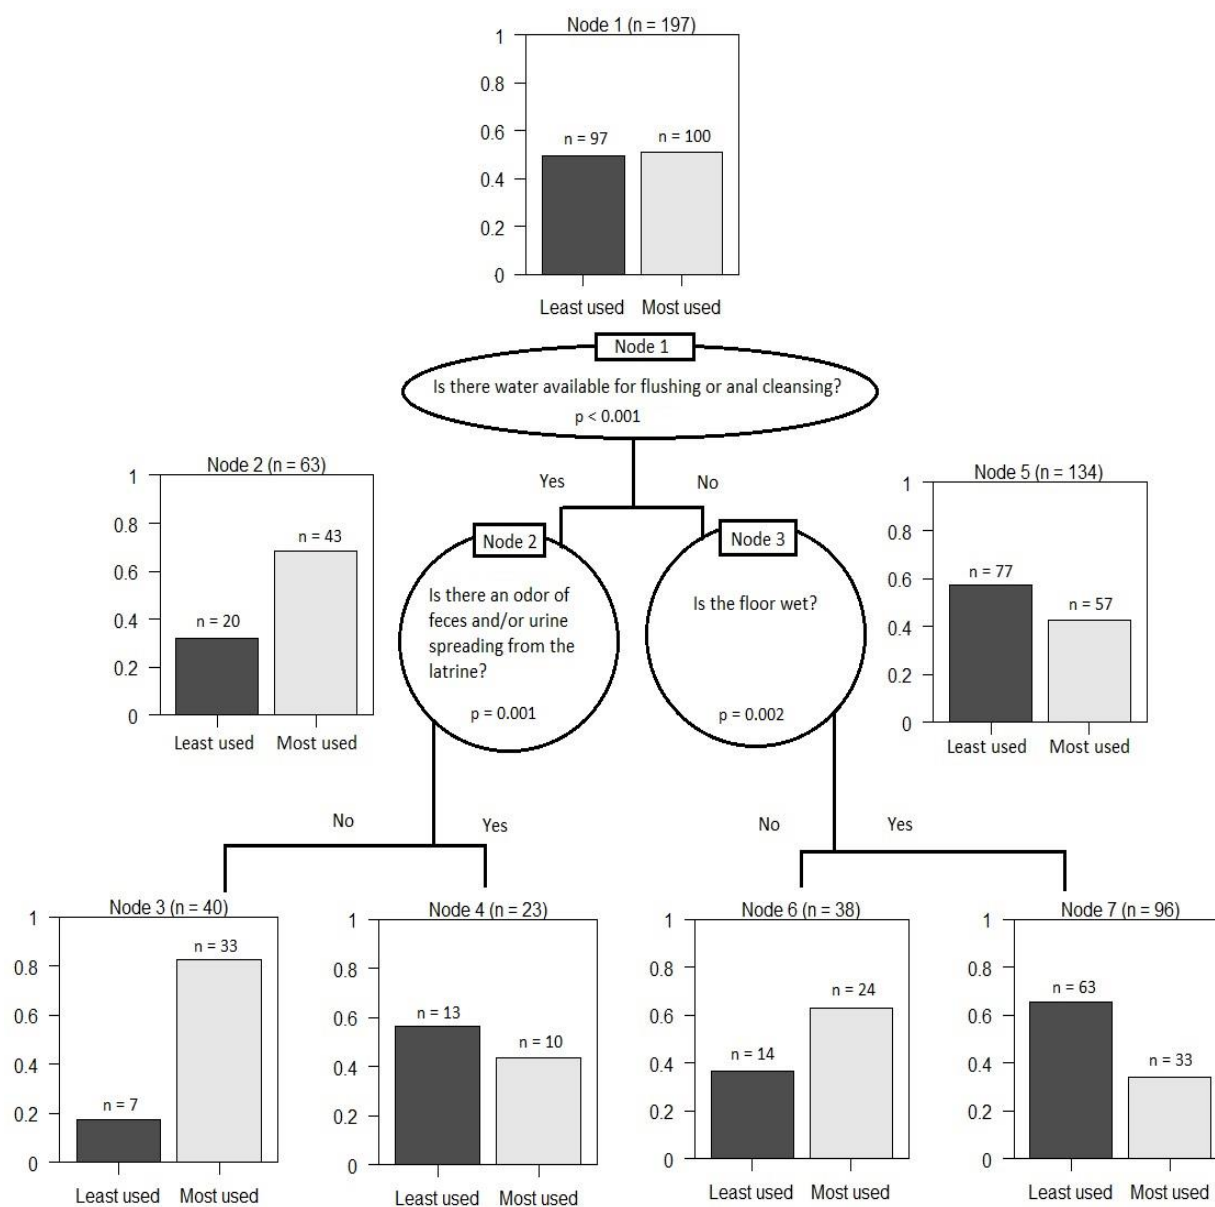 Node 1 (n = 197)
1
0.8
0.6
0.4
0.2
0
n = 97
n = 100
Least used
Most used
Node 1
Is there water available for flushing or anal cleansing?
p < 0.001
Yes
No
Node 2 (n = 63)
1
0.8
0.6
0.4
0.2
0
n = 20
n = 43
Least used
Most used
Node 2
Is there an odor of
feces and/or urine
spreading from the
latrine?
p = 0.001
Node 3
Is the floor wet?
p = 0.002
Node 5 (n = 134)
1
0.8
0.6
0.4
0.2
0
n = 77
n = 57
Least used
Most used
No
Yes
No
Yes
Node 3 (n = 40)
1
0.8
0.6
0.4
0.2
0
n = 7
n = 33
Least used
Most used
Node 4 (n = 23)
1
0.8
0.6
0.4
0.2
0
n = 13
n = 10
Least used
Most used
Node 6 (n = 38)
1
0.8
0.6
0.4
0.2
0
n = 14
n = 24
Least used
Most used
Node 7 (n = 96)
1
0.8
0.6
0.4
0.2
0
n = 63
n = 33
Least used
Most used